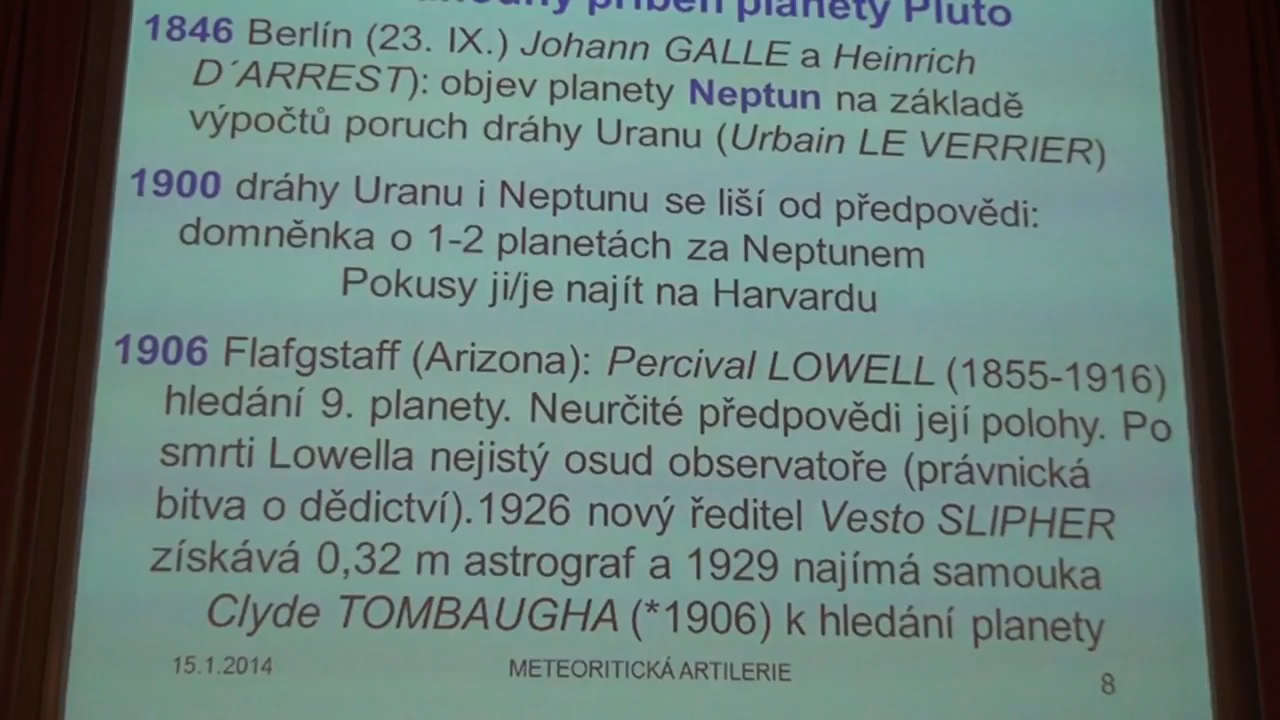 příběh planety Pluto
1846 Berlín (23. IX.) Johann GALLE a Heinrich
D´ARREST): objev planety Neptun na základě
výpočtů poruch dráhy Uranu (Urbain LE VERRIER)
1900 dráhy Uranu i Neptunu se liší od předpovědi:
domněnka o 1-2 planetách za Neptunem
Pokusy ji/je najít na Harvardu
1906 Flafgstaff (Arizona): Percival LOWELL (1855-1916)
hledání 9. planety. Neurčité předpovědi její polohy. Po
smrti Lowella nejistý osud observatoře (právnická
bitva o dědictví).1926 nový ředitel Vesto SLIPHER
získává 0,32 m astrograf a 1929 najímá samouka
Clyde TOMBAUGHA (*1906) k hledání planety
15.1.2014 METEORITICKÁ ARTILERIE 8